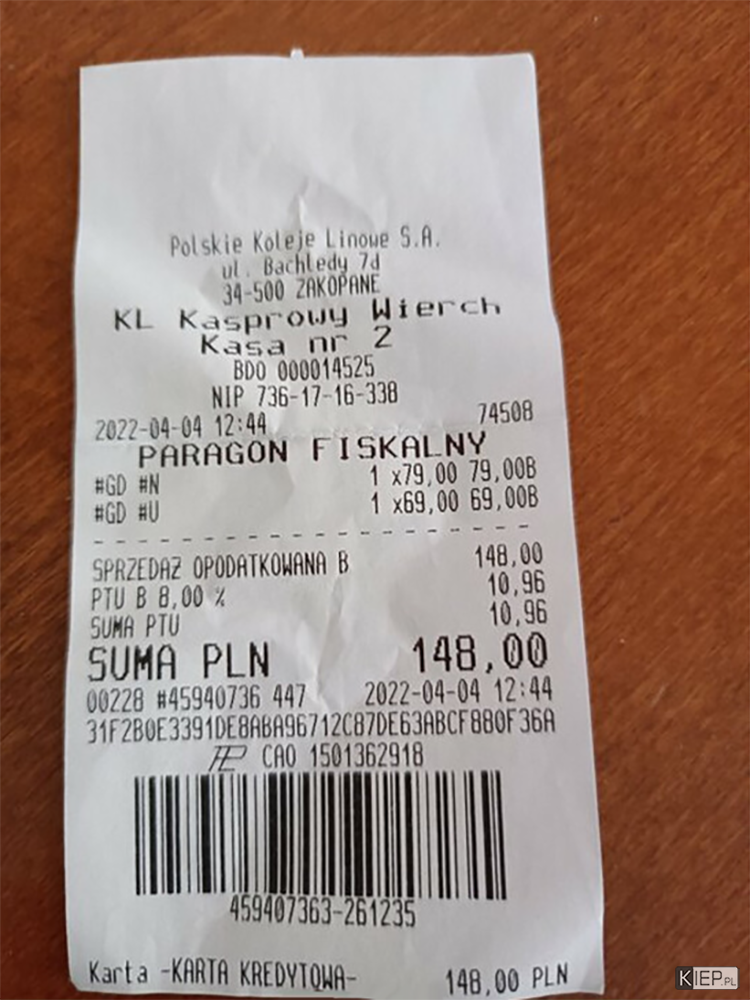 Polskie Koleje Linowe S.A.
ul. Bachledy 7d
34-500 ZAKOPANE
KL Kasprowy Wierch
Kasa nr 2
BDO 000014525
NIP 736-17-16-338
2022-04-04 12:44 74508
PARAGON FISKALNY
#GD #N 1 x79,00 79,00B
#GD #U 1 x69,00 69,00B
SPRZEDAŻ OPODATKOWANA B 148,00
PTU B 8,00 % 10,96
SUMA PTU 10,96
SUMA PLN 148,00
00228 #45940736 447 2022-04-04 12:44
31F2B0E3391DE8ABA96712C87DE63ABCF880F36A
CAO 1501362918
459407363-261235
Karta -KARTA KREDYTOWA- 148,00 PLN
KIEP.PL